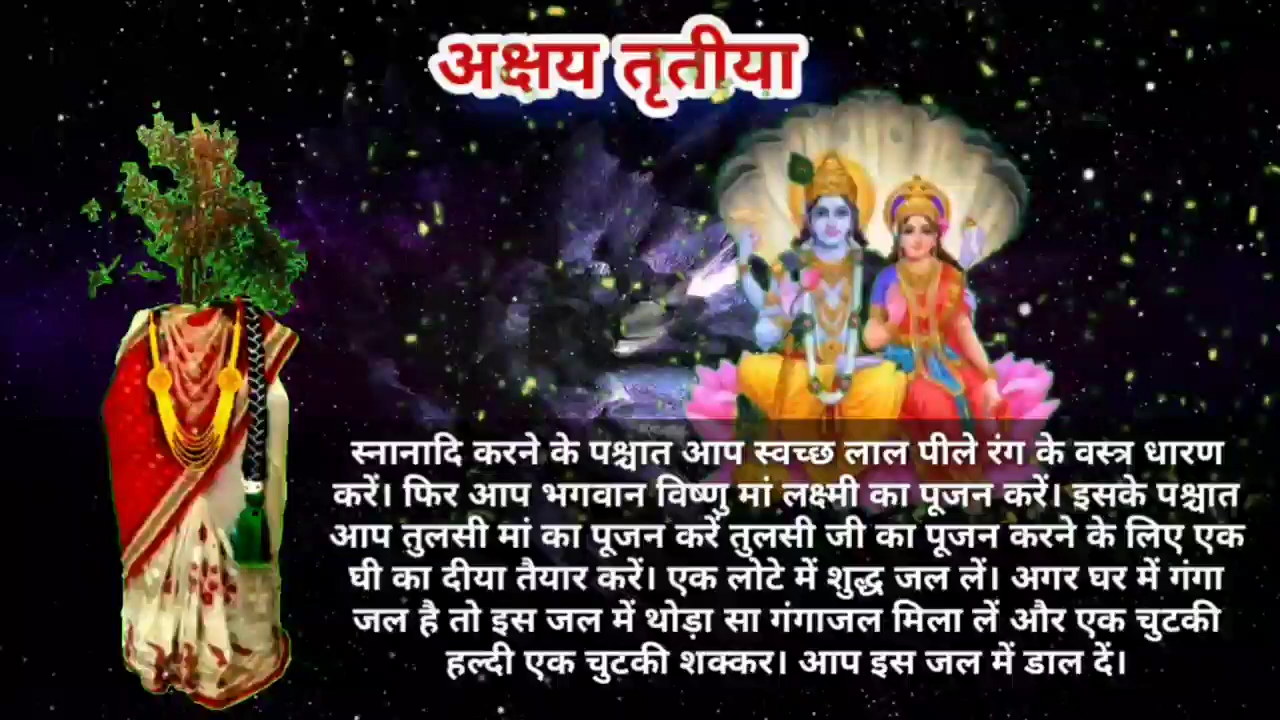 अक्षय तृतीया
स्नानादि करने के पश्चात आप स्वच्छ लाल पीले रंग के वस्त्र धारण
करें। फिर आप भगवान विष्णु मां लक्ष्मी का पूजन करें। इसके पश्चात
आप तुलसी मां का पूजन करें तुलसी जी का पूजन करने के लिए एक
घी का दीया तैयार करें। एक लोटे में शुद्ध जल लें। अगर घर में गंगा
जल है तो इस जल में थोड़ा सा गंगाजल मिला लें और एक चुटकी
हल्दी एक चुटकी शक्कर। आप इस जल में डाल दें।